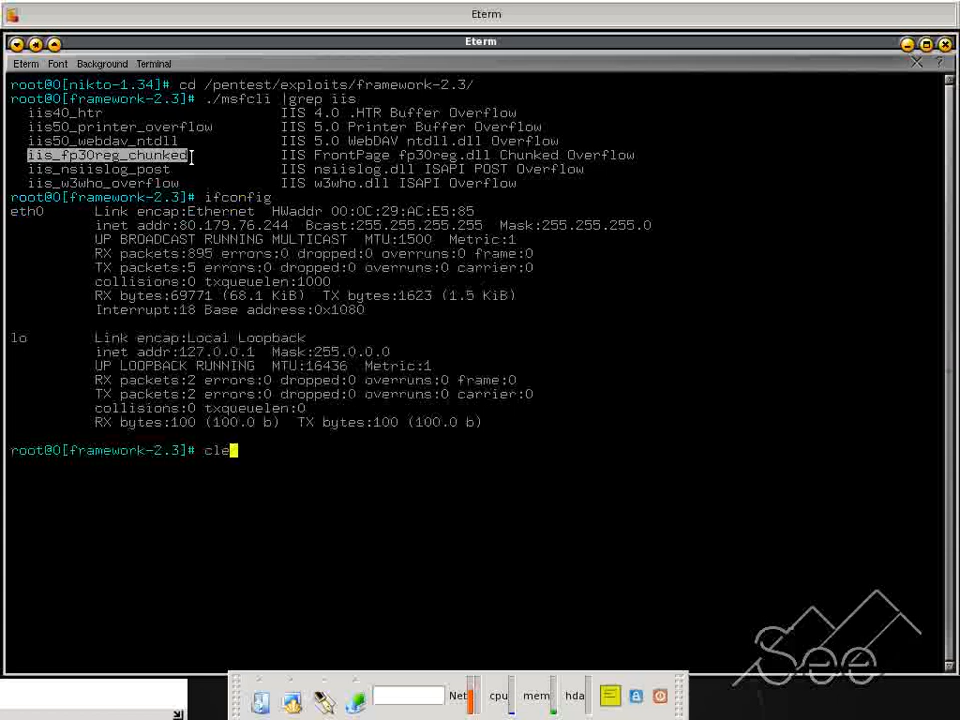 Eterm
Eterm
Eterm Font Background Terminal
root@0[nikto-1.34]# cd /pentest/exploits/framework-2.3/
root@0[framework-2.3]# ./msfcli |grep iis
iis40_htr IIS 4.0 .HTR Buffer Overflow
iis50_printer_overflow IIS 5.0 Printer Buffer Overflow
iis50_webdav_ntdll IIS 5.0 WebDAV ntdll.dll Overflow
iis_fp30reg_chunked IIS FrontPage fp30reg.dll Chunked Overflow
iis_nsiislog_post IIS nsiislog.dll ISAPI POST Overflow
iis_w3who_overflow IIS w3who.dll ISAPI Overflow
root@0[framework-2.3]# ifconfig
eth0 Link encap:Ethernet HWaddr 00:0C:29:AC:E5:85
inet addr:80.179.76.244 Bcast:255.255.255.255 Mask:255.255.255.0
UP BROADCAST RUNNING MULTICAST MTU:1500 Metric:1
RX packets:895 errors:0 dropped:0 overruns:0 frame:0
TX packets:5 errors:0 dropped:0 overruns:0 carrier:0
collisions:0 txqueuelen:1000
RX bytes:69771 (68.1 KiB) TX bytes:1623 (1.5 KiB)
Interrupt:18 Base address:0x1080
lo Link encap:Local Loopback
inet addr:127.0.0.1 Mask:255.0.0.0
UP LOOPBACK RUNNING MTU:16436 Metric:1
RX packets:2 errors:0 dropped:0 overruns:0 frame:0
TX packets:2 errors:0 dropped:0 overruns:0 carrier:0
collisions:0 txqueuelen:0
RX bytes:100 (100.0 b) TX bytes:100 (100.0 b)
root@0[framework-2.3]# cle
See
Net cpu mem hda